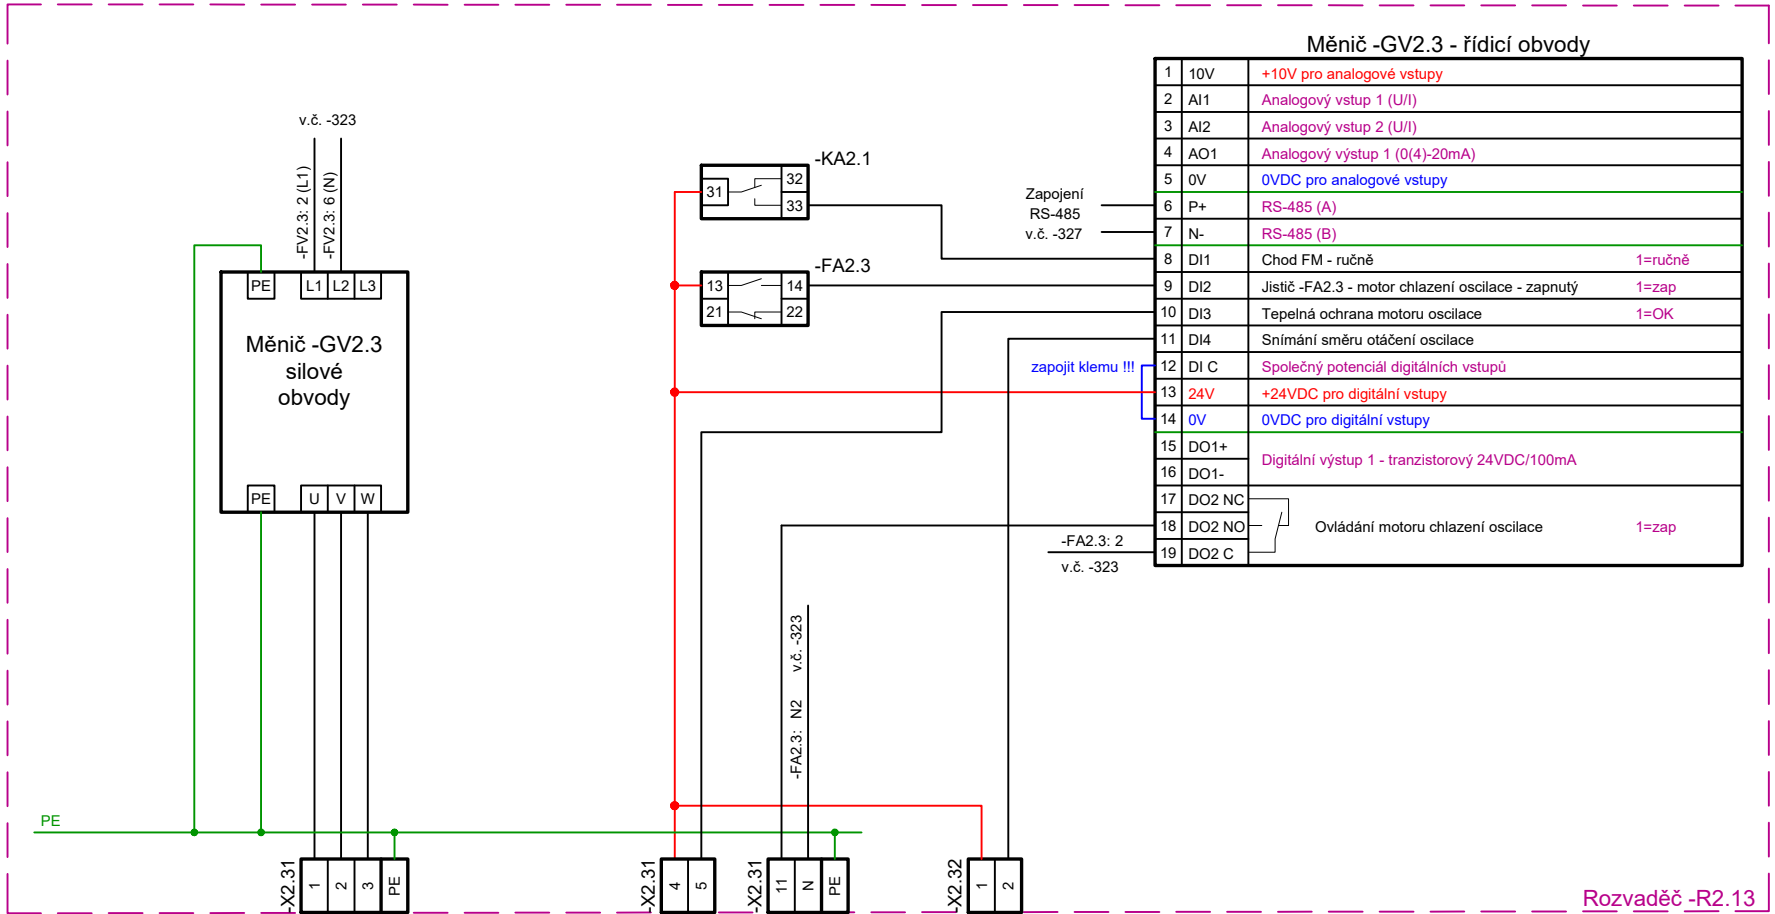 Měnič -GV2.3 - řídicí obvody
1 10V +10V pro analogové vstupy
2 AI1 Analogový vstup 1 (U/I)
3 AI2 Analogový vstup 2 (U/I)
4 AO1 Analogový výstup 1 (0(4)-20mA)
5 0V 0VDC pro analogové vstupy
6 P+ RS-485 (A)
7 N- RS-485 (B)
8 DI1 Chod FM - ručně 1=ručně
9 DI2 Jistič -FA2.3 - motor chlazení oscilace - zapnutý 1=zap
10 DI3 Tepelná ochrana motoru oscilace 1=OK
11 DI4 Snímání směru otáčení oscilace
12 DI C Společný potenciál digitálních vstupů
13 24V +24VDC pro digitální vstupy
14 0V 0VDC pro digitální vstupy
15 DO1+
Digitální výstup 1 - tranzistorový 24VDC/100mA
16 DO1-
17 DO2 NC
18 DO2 NO Ovládání motoru chlazení oscilace 1=zap
19 DO2 C
Zapojení
RS-485
v.č. -327
zapojit klemu !!!
-FA2.3: 2
v.č. -323
-KA2.1
31 32
33
-FA2.3
13 14
21 22
v.č. -323
-FV2.3: 2 (L1)
-FV2.3: 6 (N)
PE L1 L2 L3
Měnič -GV2.3
silové
obvody
PE U V W
-FA2.3: N2 v.č. -323
PE
-X2.31
1 2 3 PE
-X2.31
4 5
-X2.31
11 N PE
-X2.32
1 2
Rozvaděč -R2.13